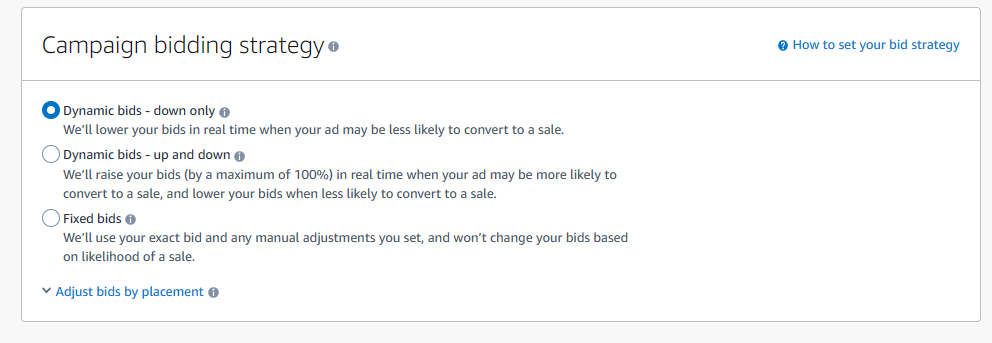 Campaign bidding strategy
How to set your bid strategy
Dynamic bids - down only
We’ll lower your bids in real time when your ad may be less likely to convert to a sale.
Dynamic bids - up and down
We’ll raise your bids (by a maximum of 100%) in real time when your ad may be more likely to
convert to a sale, and lower your bids when less likely to convert to a sale.
Fixed bids
We’ll use your exact bid and any manual adjustments you set, and won’t change your bids based
on likelihood of a sale.
Adjust bids by placement